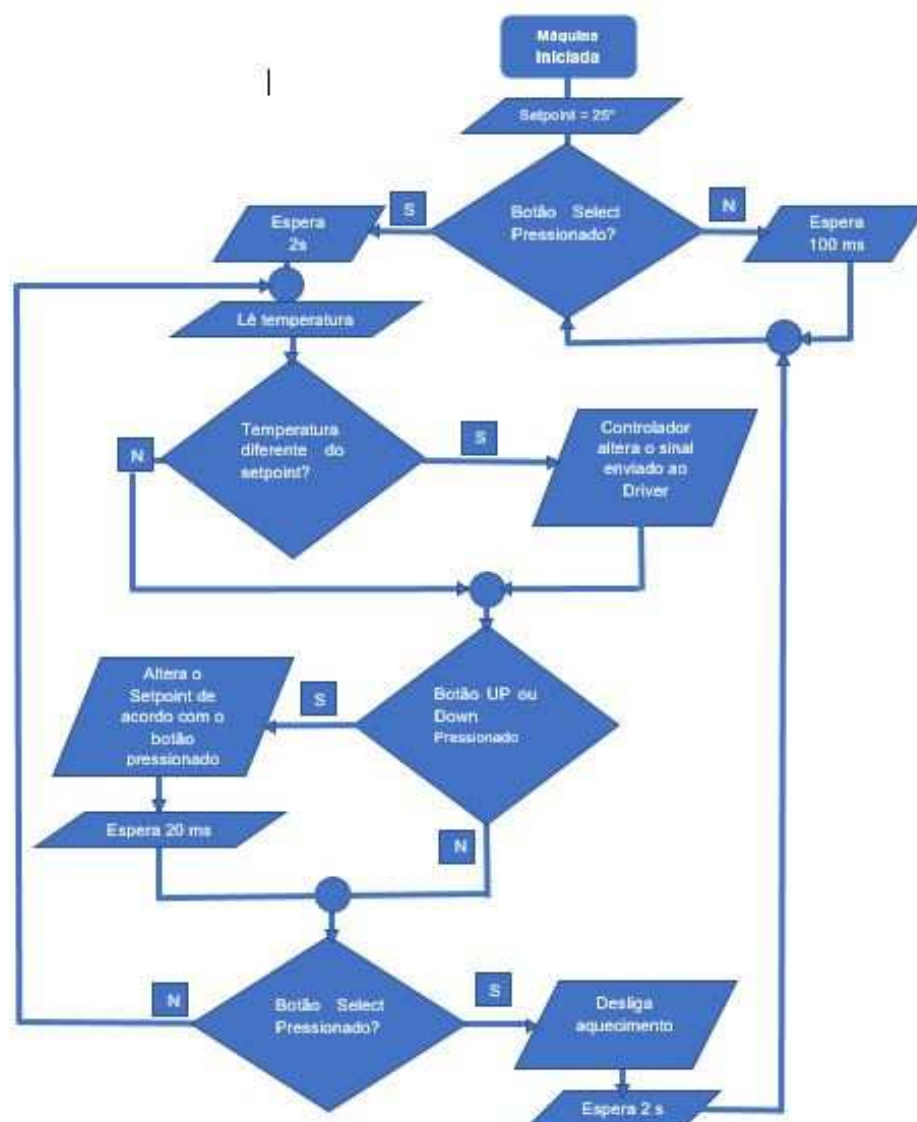 Máquina
Iniciada
Setpoint = 25°
Botão Select
Pressionado?
S
N
Espera
2s
Espera
100 ms
Lê temperatura
Temperatura
diferente do
setpoint?
N
S
Controlador
altera o sinal
enviado ao
Driver
Botão UP ou
Down
Pressionado
S
N
Altera o
Setpoint de
acordo com o
botão
pressionado
Espera 20 ms
Botão Select
Pressionado?
N
S
Desliga
aquecimento
Espera 2 s